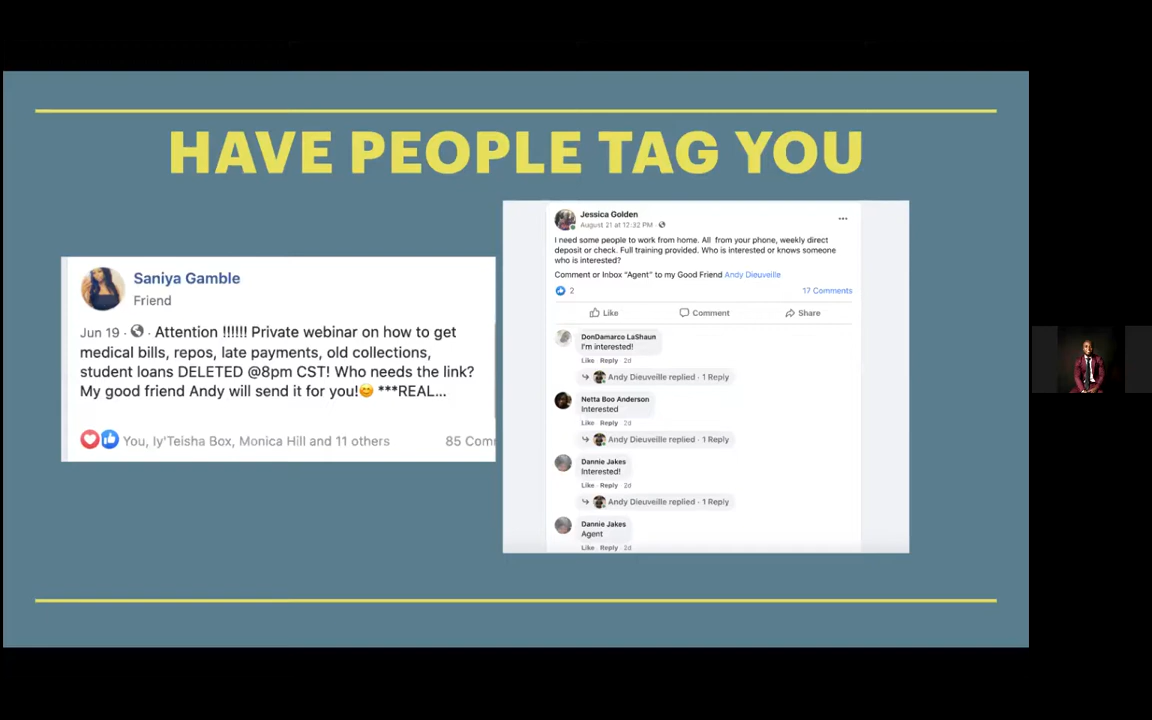 HAVE PEOPLE TAG YOU
Saniya Gamble
Friend
Jun 19 · Attention !!!!!! Private webinar on how to get
medical bills, repos, late payments, old collections,
student loans DELETED @8pm CST! Who needs the link?
My good friend Andy will send it for you!😊 ***REAL...
You, Iy'Teisha Box, Monica Hill and 11 others 85 Com
Jessica Golden
August 21 at 12:32 PM ·
I need some people to work from home. All from your phone, weekly direct
deposit or check. Full training provided. Who is interested or knows someone
who is interested?
Comment or Inbox "Agent" to my Good Friend Andy Dieuveille
2 17 Comments
Like Comment Share
DonDamarco LaShaun
I'm interested!
Like · Reply · 2d
Andy Dieuveille replied · 1 Reply
Netta Boo Anderson
Interested
Like · Reply · 2d
Andy Dieuveille replied · 1 Reply
Dannie Jakes
Interested!
Like · Reply · 2d
Andy Dieuveille replied · 1 Reply
Dannie Jakes
Agent
Like · Reply · 2d